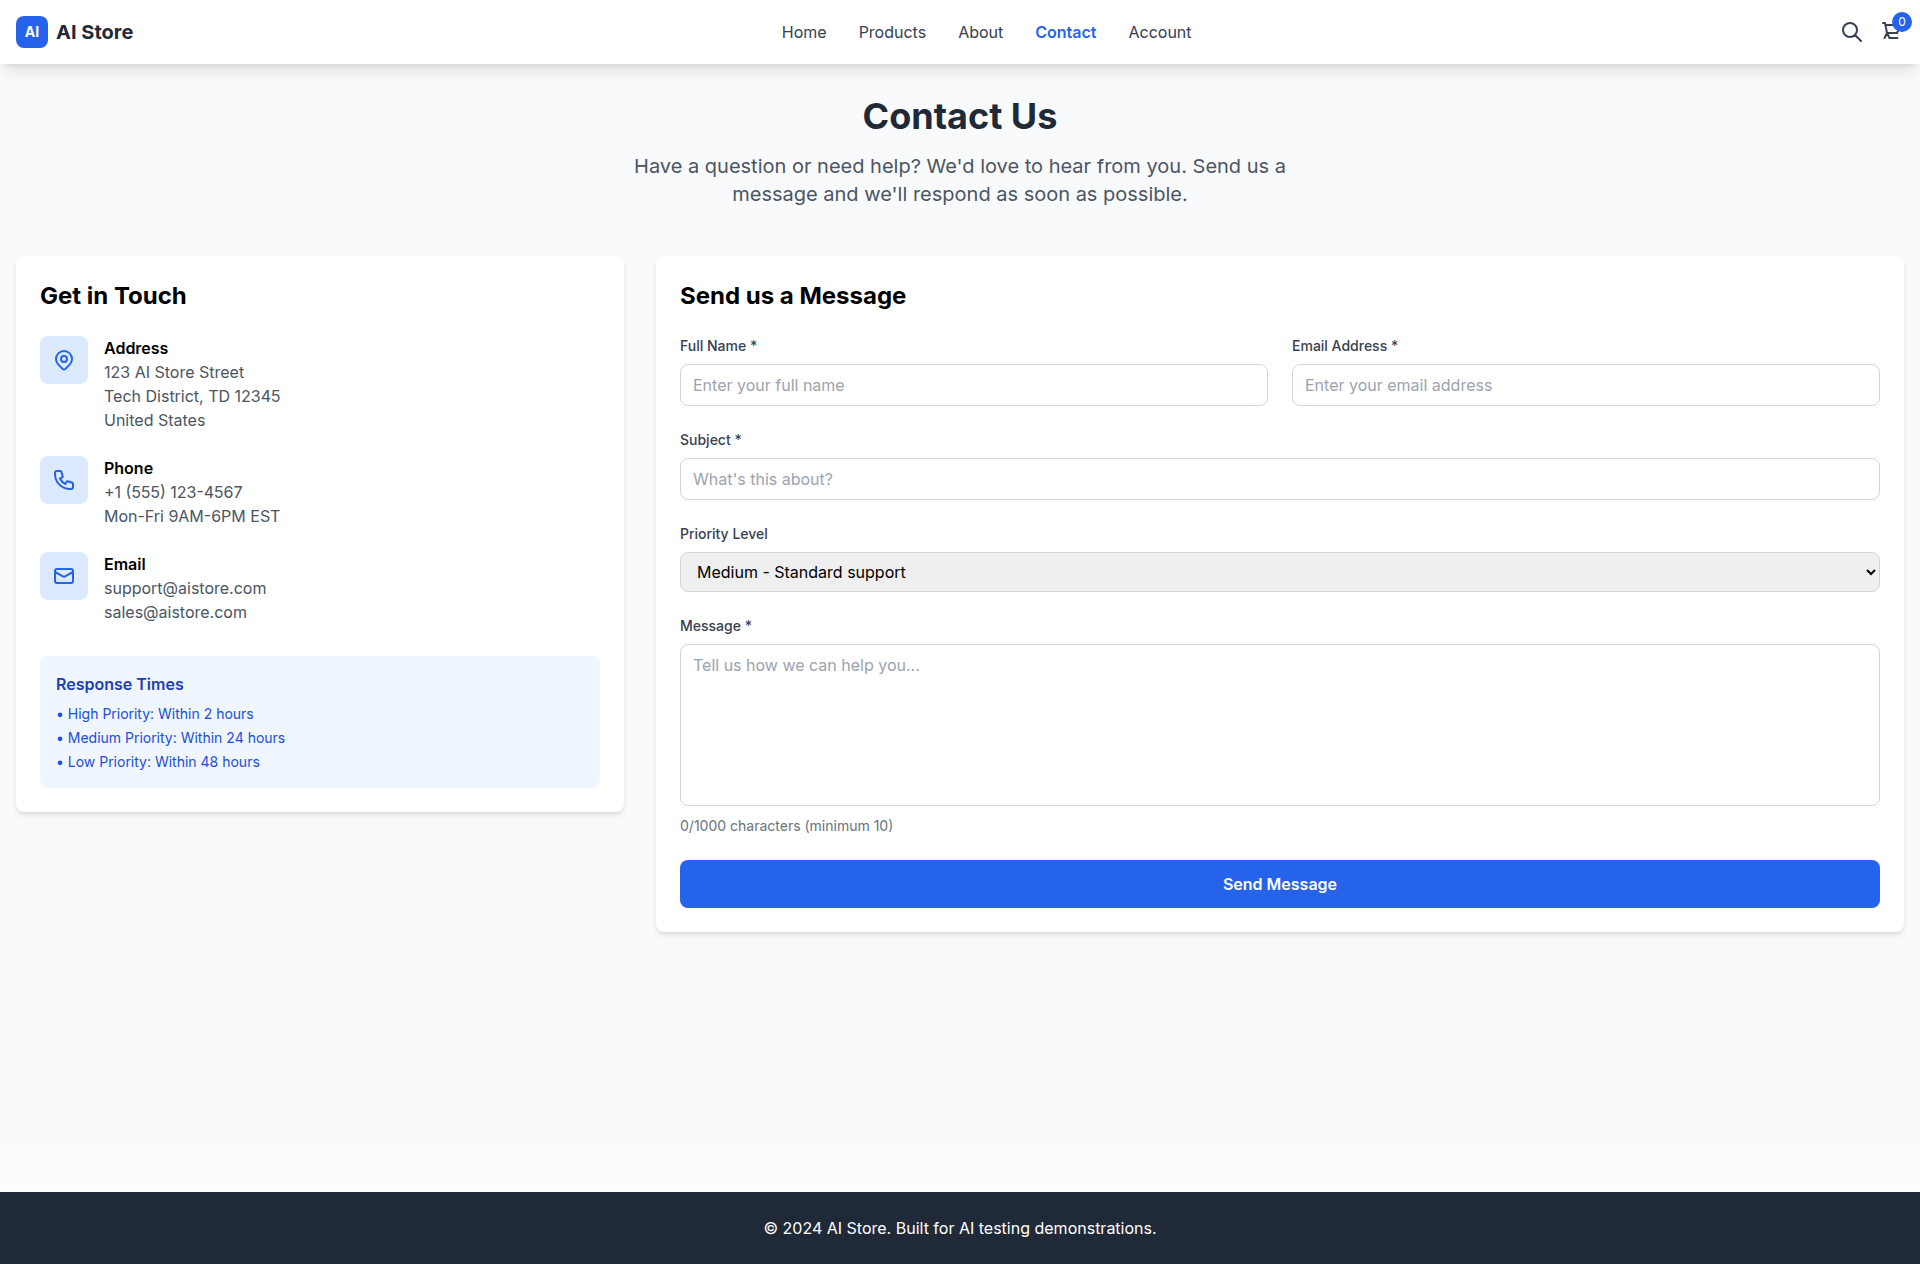 AI AI Store
Home Products About Contact Account
0
Contact Us
Have a question or need help? We'd love to hear from you. Send us a
message and we'll respond as soon as possible.
Get in Touch
Address
123 AI Store Street
Tech District, TD 12345
United States
Phone
+1 (555) 123-4567
Mon-Fri 9AM-6PM EST
Email
support@aistore.com
sales@aistore.com
Response Times
• High Priority: Within 2 hours
• Medium Priority: Within 24 hours
• Low Priority: Within 48 hours
Send us a Message
Full Name *
Enter your full name
Email Address *
Enter your email address
Subject *
What's this about?
Priority Level
Medium - Standard support
Message *
Tell us how we can help you...
0/1000 characters (minimum 10)
Send Message
© 2024 AI Store. Built for AI testing demonstrations.